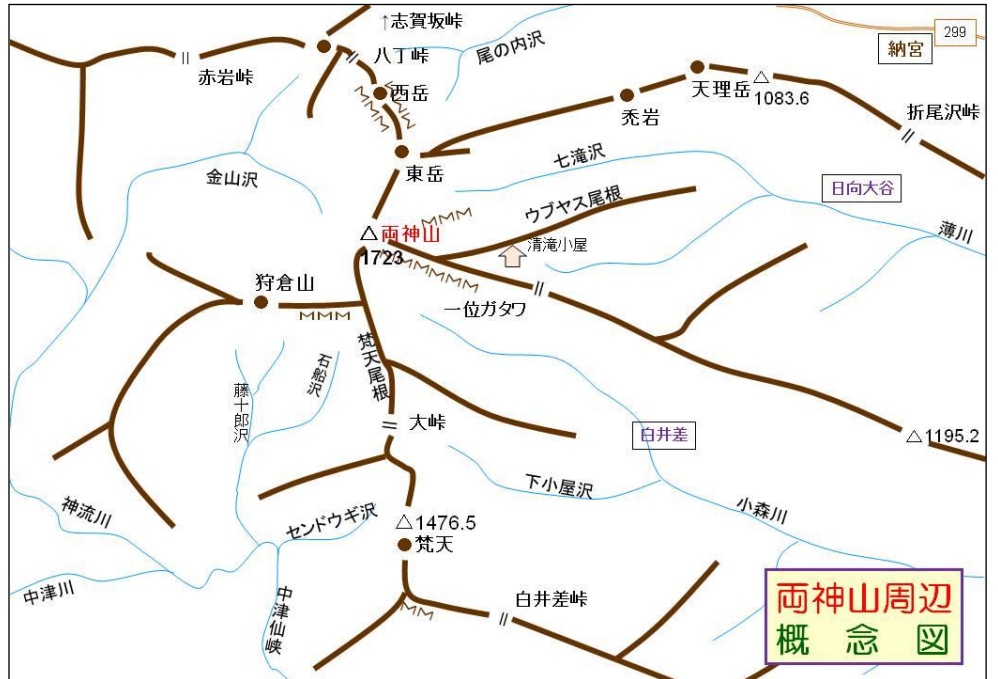 ↑志賀坂峠
299
納宮
八丁峠
尾の内沢
赤岩峠
西岳
天理岳
1083.6
禿岩
折尾沢峠
東岳
七滝沢
金山沢
日向大谷
ウブヤス尾根
薄川
両神山
1723
清滝小屋
狩倉山
一位ガタワ
梵天尾根
石船沢
藤十郎沢
大峠
白井差
1195.2
下小屋沢
神流川
センドウギ沢
1476.5
梵天
小森川
中津川
中津仙峡
白井差峠
両神山周辺
概念図